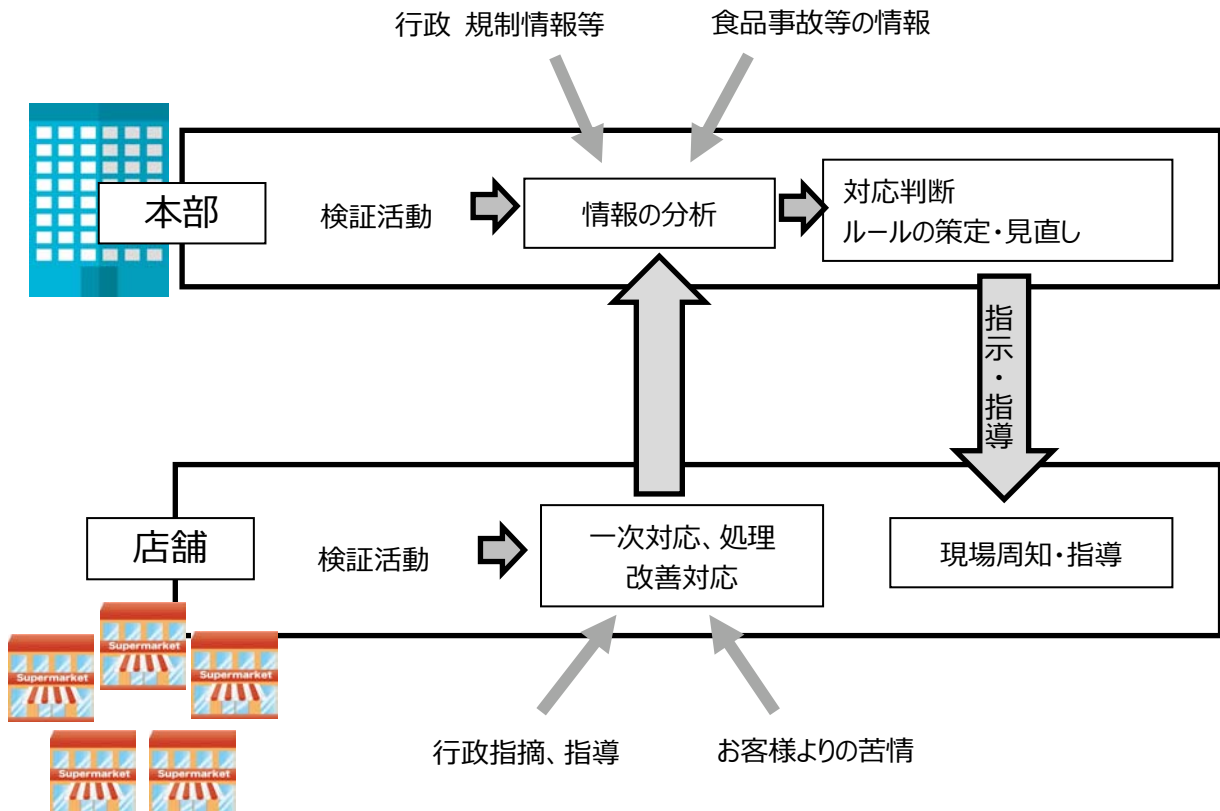 行政 規制情報等
食品事故等の情報
本部
検証活動
情報の分析
対応判断
ルールの策定・見直し
指示・指導
店舗
検証活動
一次対応、処理
改善対応
現場周知・指導
Supermarket
Supermarket
Supermarket
行政指摘、指導
お客様よりの苦情
Supermarket
Supermarket